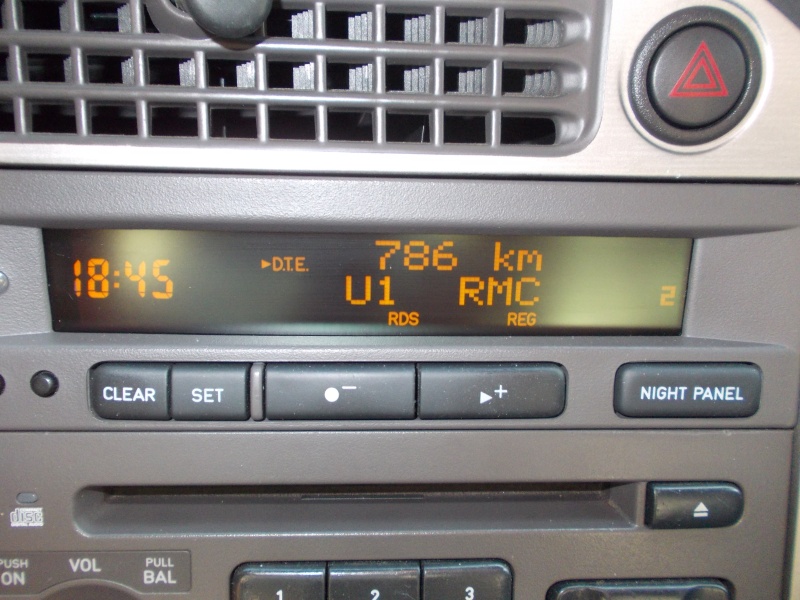 786 km
18:45 ▸D.T.E.
U1 RMC 2
RDS REG
CLEAR SET ●− ▸+ NIGHT PANEL
disc
PUSH ON VOL PULL BAL
1 2 3